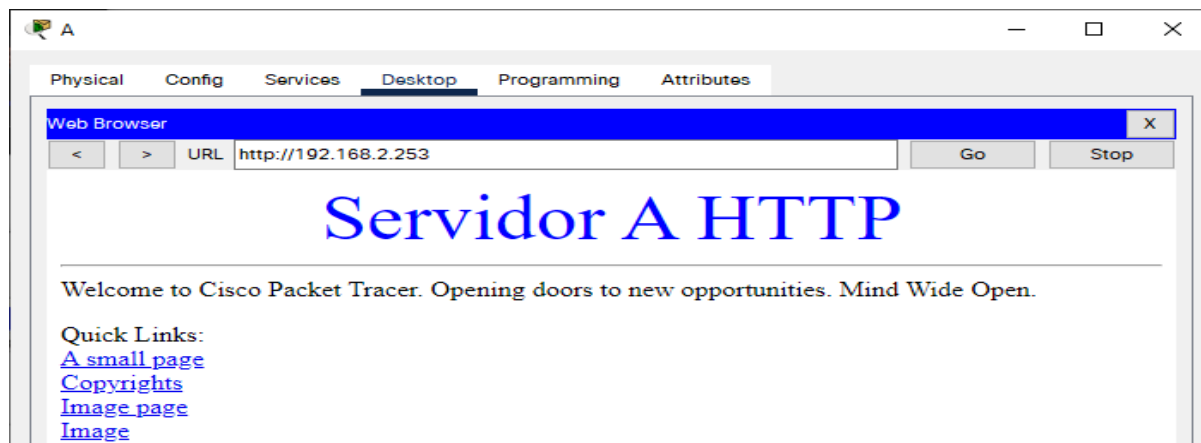 A
Physical Config Services Desktop Programming Attributes
Web Browser X
< > URL http://192.168.2.253 Go Stop
Servidor A HTTP
Welcome to Cisco Packet Tracer. Opening doors to new opportunities. Mind Wide Open.
Quick Links:
A small page
Copyrights
Image page
Image